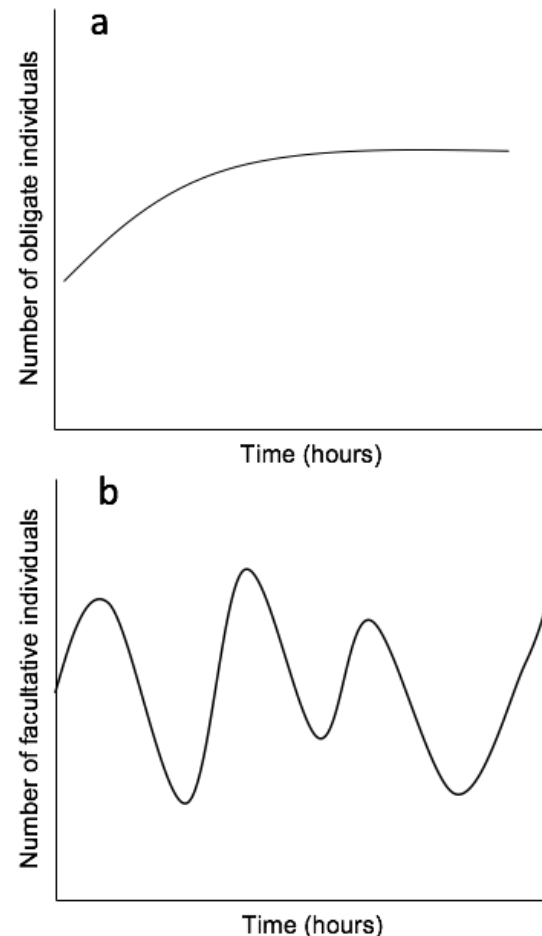 a
Number of obligate individuals
Time (hours)
b
Number of facultative individuals
Time (hours)